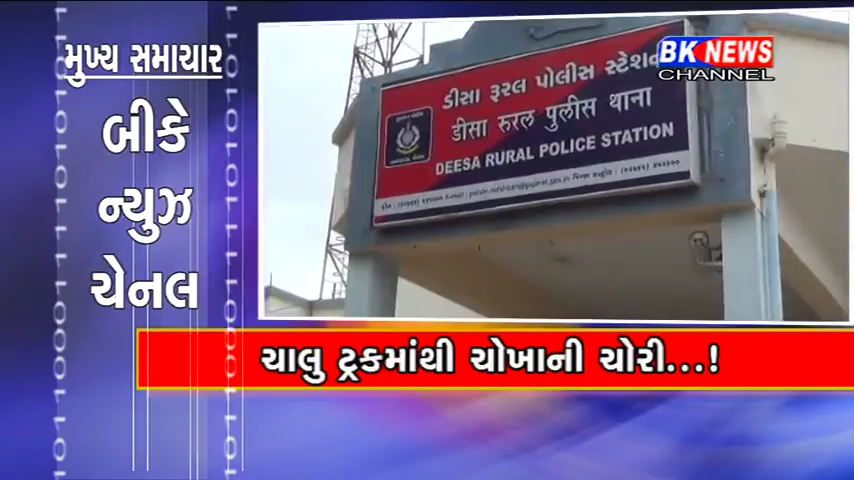 મુખ્ય સમાચાર
બીકે
ન્યુઝ
ચેનલ
BK NEWS
CHANNEL
ડીસા રૂરલ પોલીસ સ્ટેશન
डीसा रुरल पुलीस थाना
DEESA RURAL POLICE STATION
ચાલુ ટ્રકમાંથી ચોખાની ચોરી...!